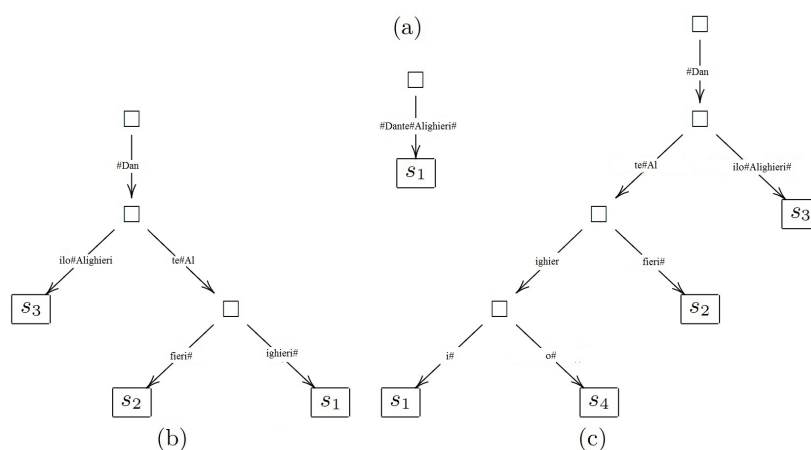 (a)
#Dan
#Dante#Alighieri#
s1
#Dan
te#Al
ilo#Alighieri#
s3
ilo#Alighieri
te#Al
ighier
fieri#
s3
s2
fieri#
ighieri#
i#
o#
s2
s1
s1
s4
(b)
(c)